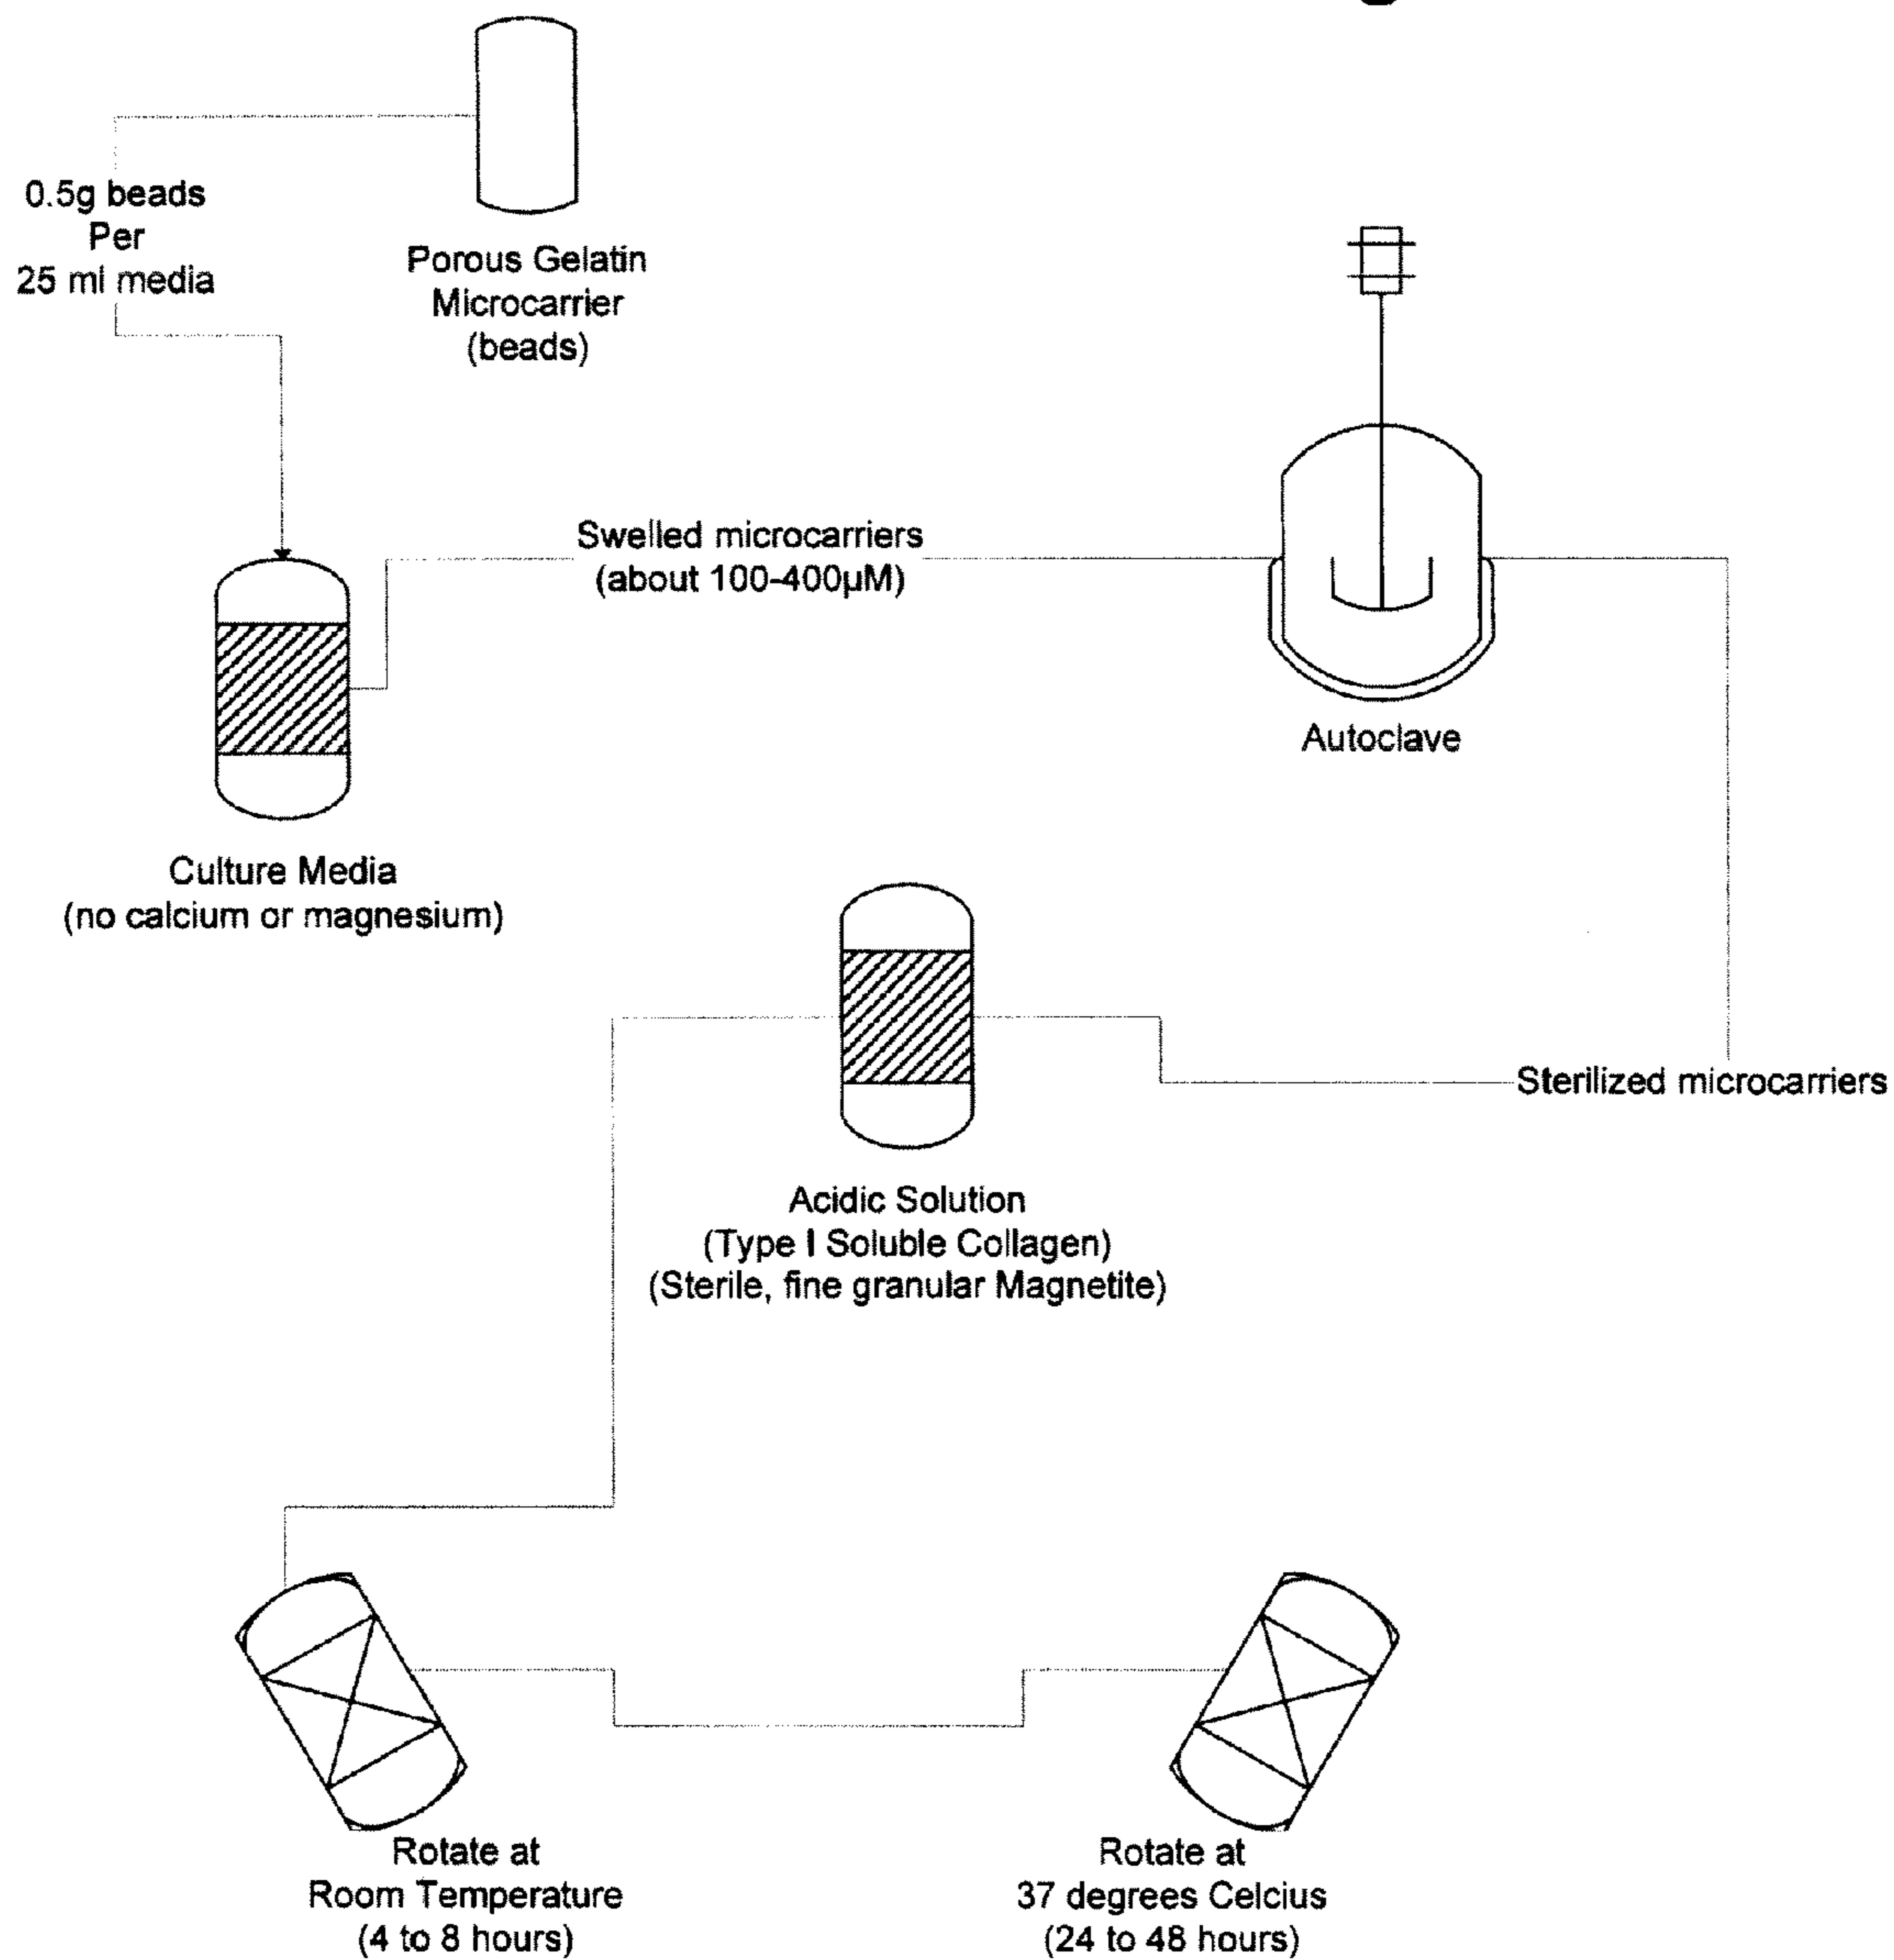 0.5g beads
Per
25 ml media
Porous Gelatin
Microcarrier
(beads)
Swelled microcarriers
(about 100-400µM)
Autoclave
Culture Media
(no calcium or magnesium)
Sterilized microcarriers
Acidic Solution
(Type I Soluble Collagen)
(Sterile, fine granular Magnetite)
Rotate at
Room Temperature
(4 to 8 hours)
Rotate at
37 degrees Celcius
(24 to 48 hours)